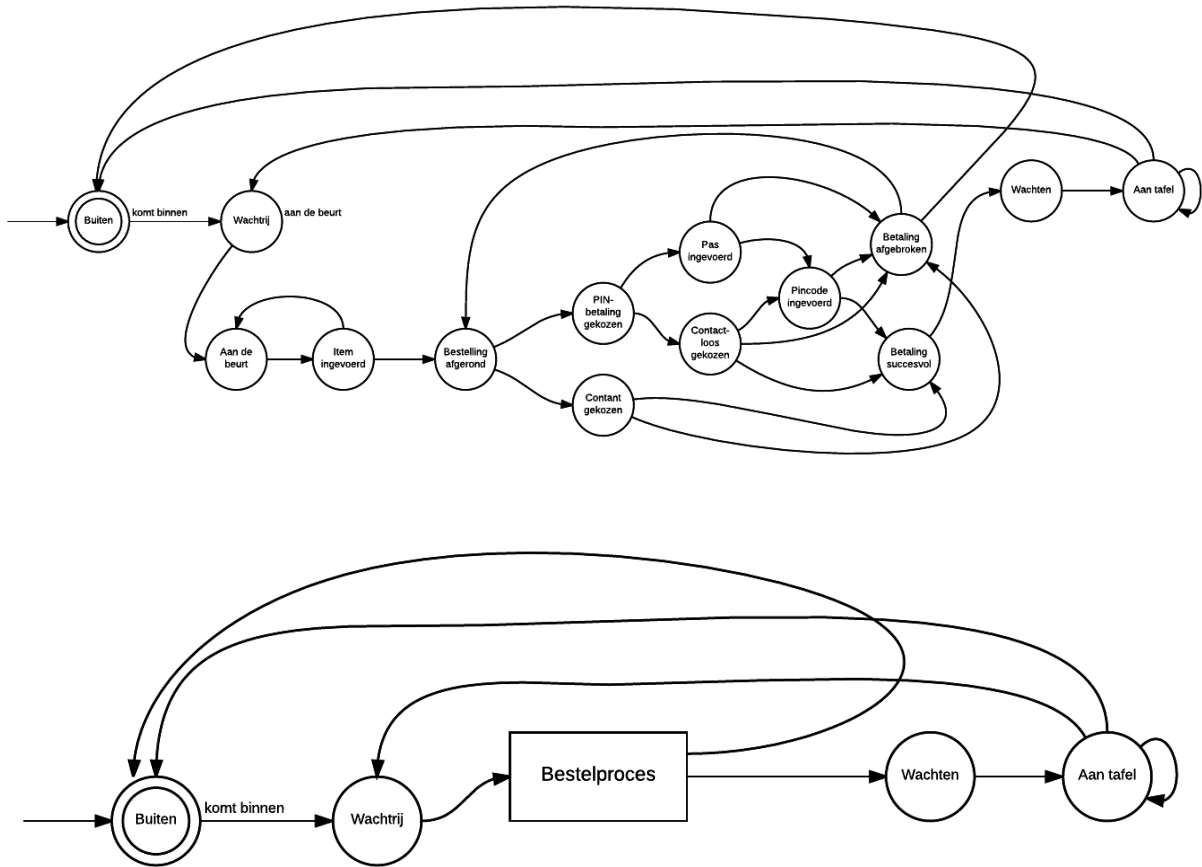 Buiten
komt binnen
Wachtrij
aan de beurt
Wachten
Aan tafel
Aan de
beurt
Item
ingevoerd
Bestelling
afgerond
PIN-
betaling
gekozen
Contant
gekozen
Pas
ingevoerd
Contact-
loos
gekozen
Pincode
ingevoerd
Betaling
afgebroken
Betaling
succesvol
Buiten
komt binnen
Wachtrij
Bestelproces
Wachten
Aan tafel